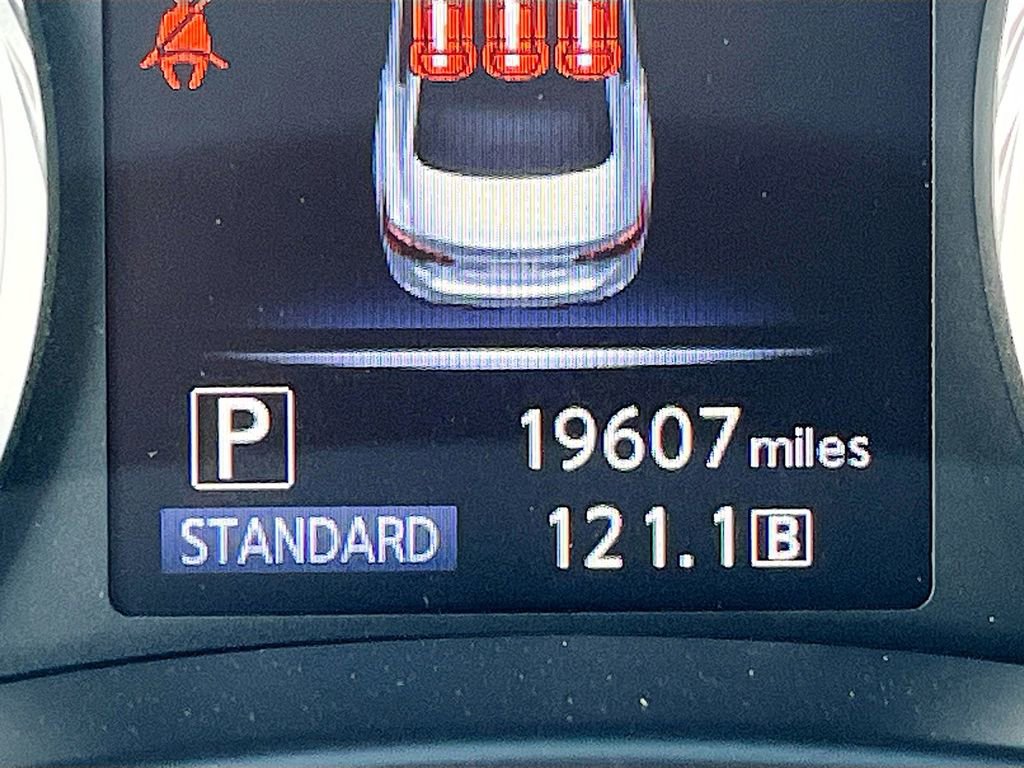 P
19607 miles
STANDARD
121.1 B